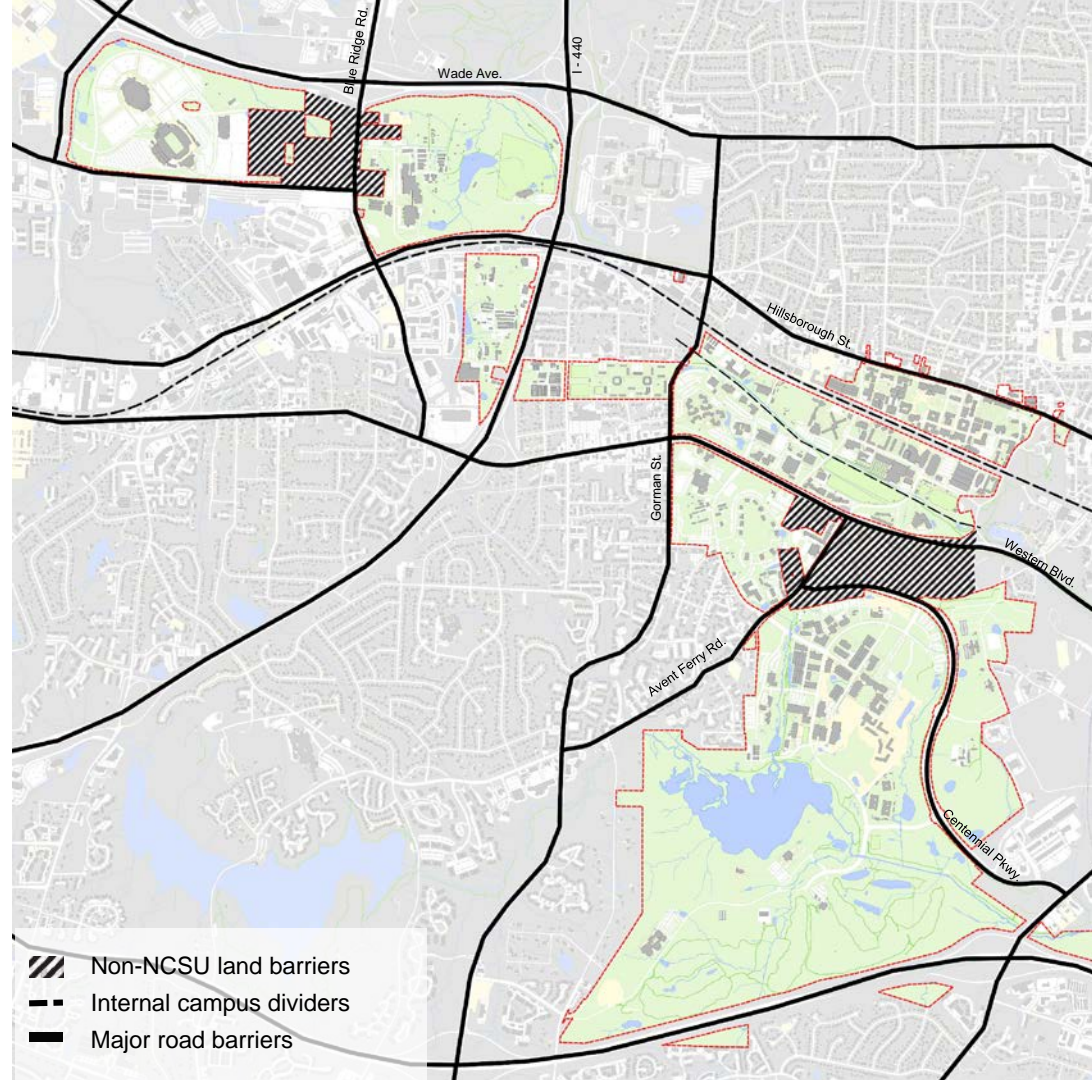 Blue Ridge Rd.
I - 440
Wade Ave.
Hillsborough St.
Gorman St.
Western Blvd.
Avent Ferry Rd.
Centennial Pkwy.
Non-NCSU land barriers
Internal campus dividers
Major road barriers